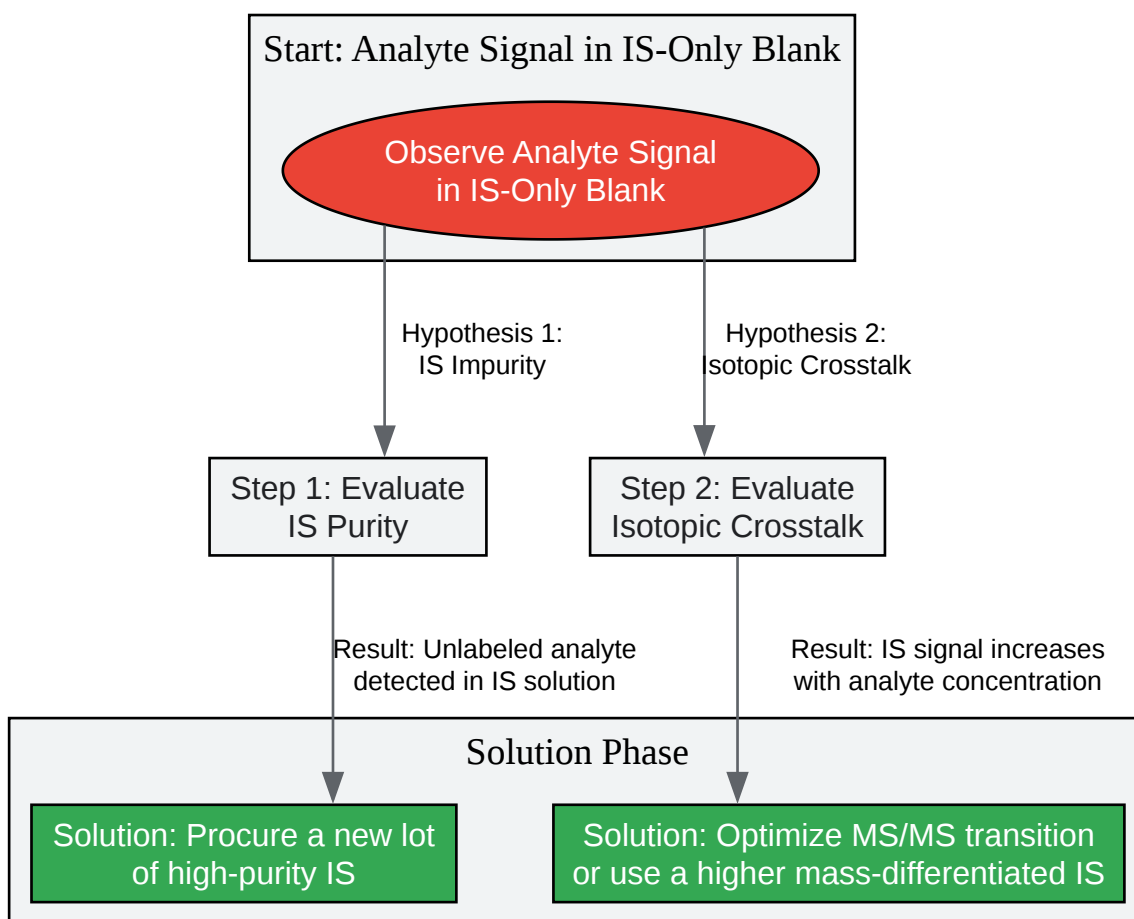 Start: Analyte Signal in IS-Only Blank
Observe Analyte Signal
in IS-Only Blank
Hypothesis 1:
IS Impurity
Hypothesis 2:
Isotopic Crosstalk
Step 1: Evaluate
IS Purity
Step 2: Evaluate
Isotopic Crosstalk
Result: Unlabeled analyte
detected in IS solution
Result: IS signal increases
with analyte concentration
Solution Phase
Solution: Procure a new lot
of high-purity IS
Solution: Optimize MS/MS transition
or use a higher mass-differentiated IS